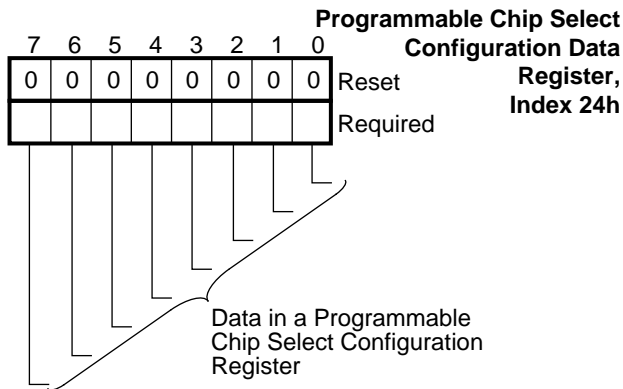 Programmable Chip Select
Configuration Data
Register,
Index 24h
7 6 5 4 3 2 1 0
0 0 0 0 0 0 0 0 Reset
Required
Data in a Programmable
Chip Select Configuration
Register